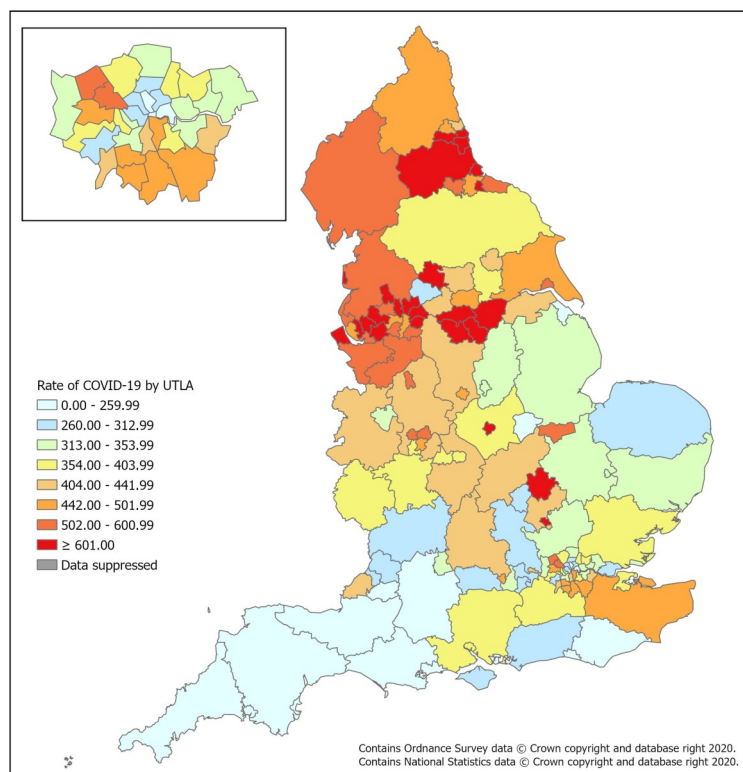 Rate of COVID-19 by UTLA
0.00 - 259.99
260.00 - 312.99
313.00 - 353.99
354.00 - 403.99
404.00 - 441.99
442.00 - 501.99
502.00 - 600.99
≥ 601.00
Data suppressed
Contains Ordnance Survey data © Crown copyright and database right 2020.
Contains National Statistics data © Crown copyright and database right 2020.